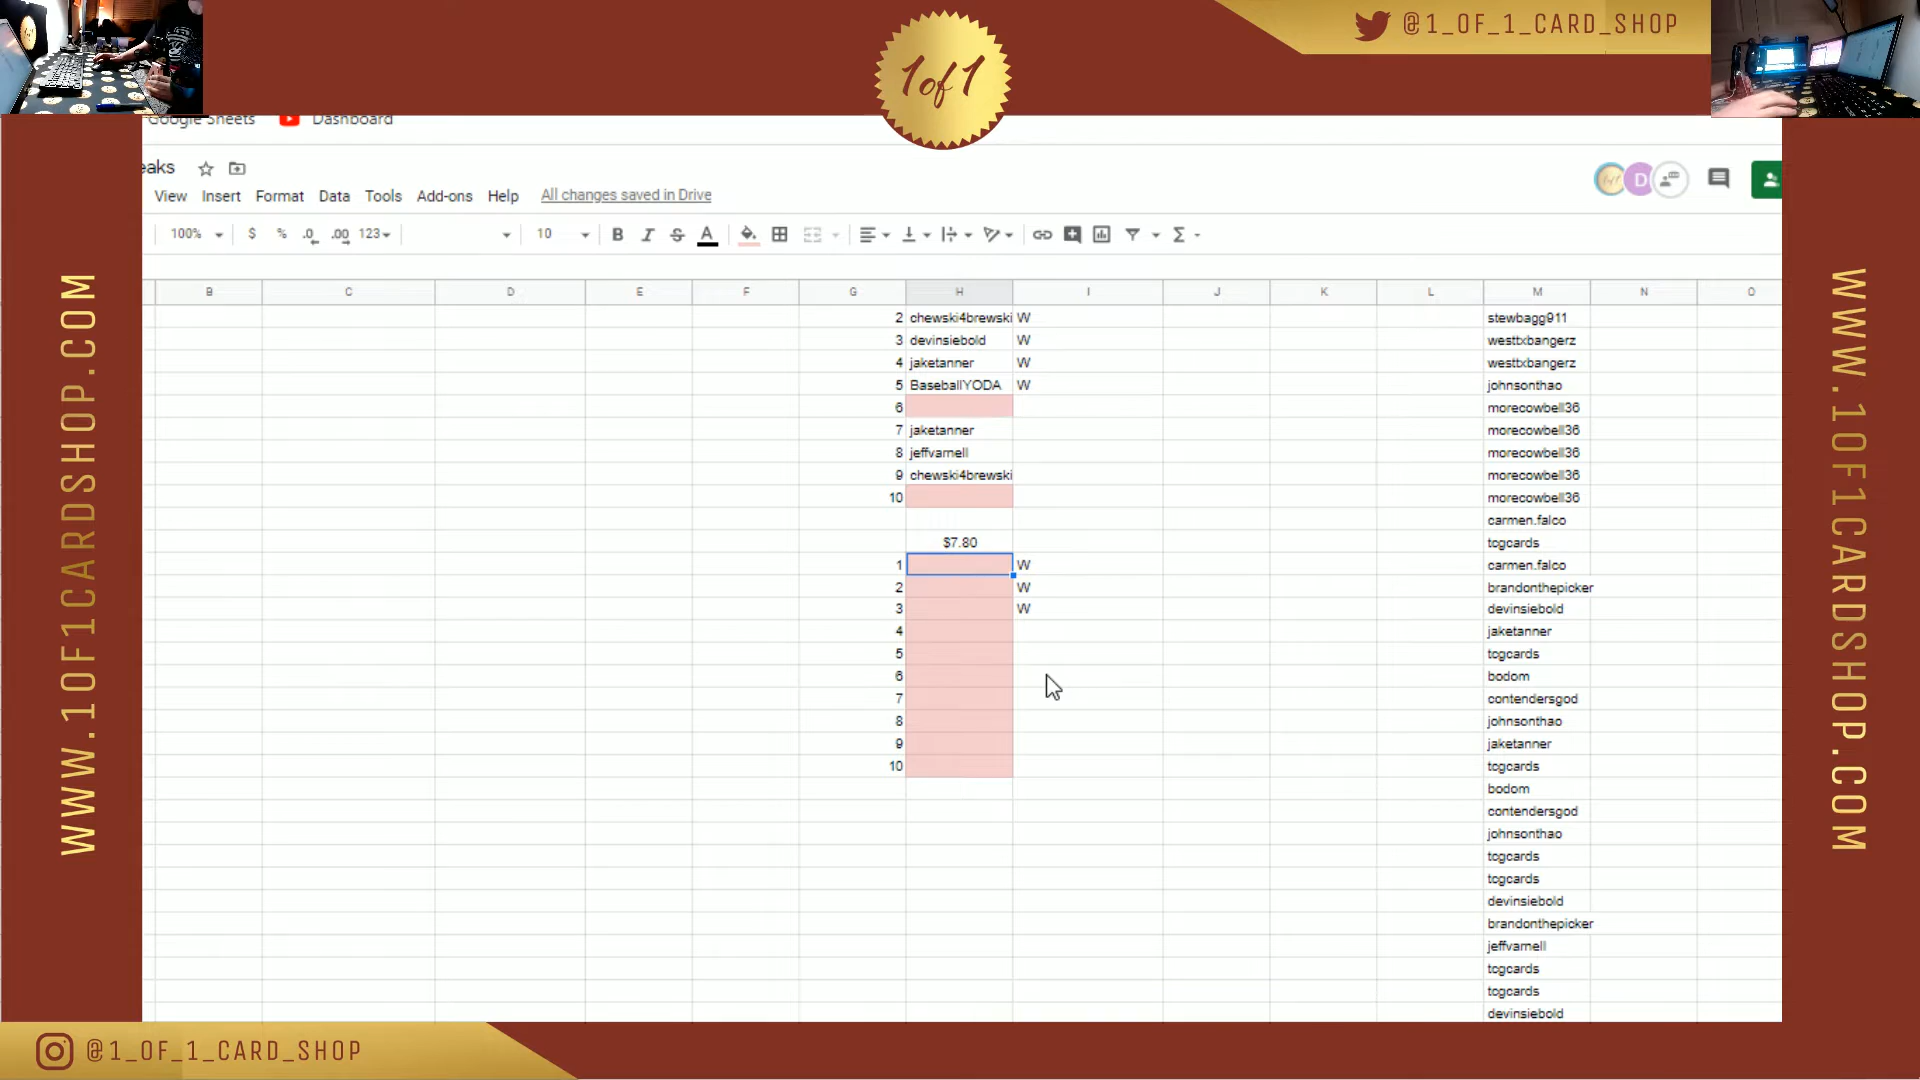 @1_OF_1_CARD_SHOP
1of1
Google Sheets Dashboard
eaks
View Insert Format Data Tools Add-ons Help All changes saved in Drive
D
100% $ % .0 .00 123 10 B I S A
B C D E F G H I J K L M N O
2 chewski4brewski W stewbagg911
3 devinsiebold W westtxbangerz
4 jaketanner W westtxbangerz
5 BaseballYODA W johnsonthao
6 morecowbell36
7 jaketanner morecowbell36
8 jeffvarnell morecowbell36
9 chewski4brewski morecowbell36
10 morecowbell36
carmen.falco
$7.80 tcgcards
1 W carmen.falco
2 W brandonthepicker
3 W devinsiebold
4 jaketanner
5 tcgcards
6 bodom
7 contendersgod
8 johnsonthao
9 jaketanner
10 tcgcards
bodom
contendersgod
johnsonthao
tcgcards
tcgcards
devinsiebold
brandonthepicker
jeffvarnell
tcgcards
tcgcards
devinsiebold
WWW.1OF1CARDSHOP.COM
WWW.1OF1CARDSHOP.COM
@1_OF_1_CARD_SHOP